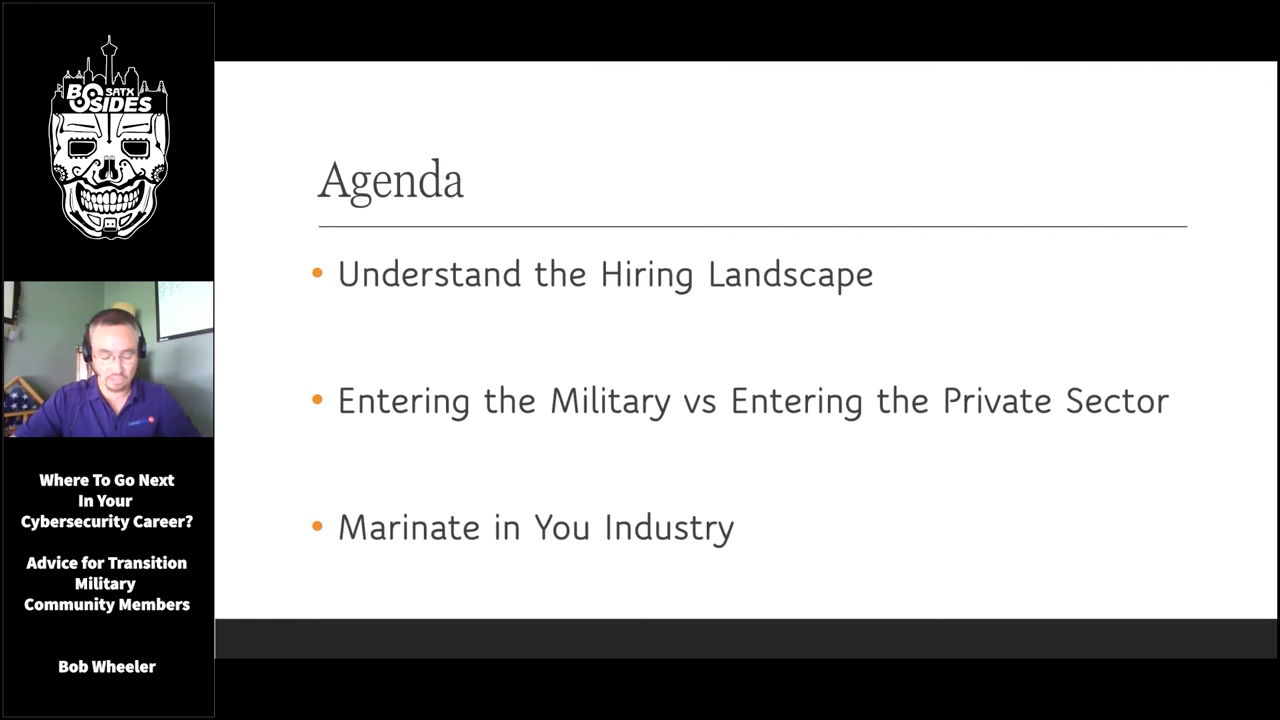 BSIDES
SATX
Where To Go Next
In Your
Cybersecurity Career?
Advice for Transition
Military
Community Members
Bob Wheeler
Agenda
• Understand the Hiring Landscape
• Entering the Military vs Entering the Private Sector
• Marinate in You Industry